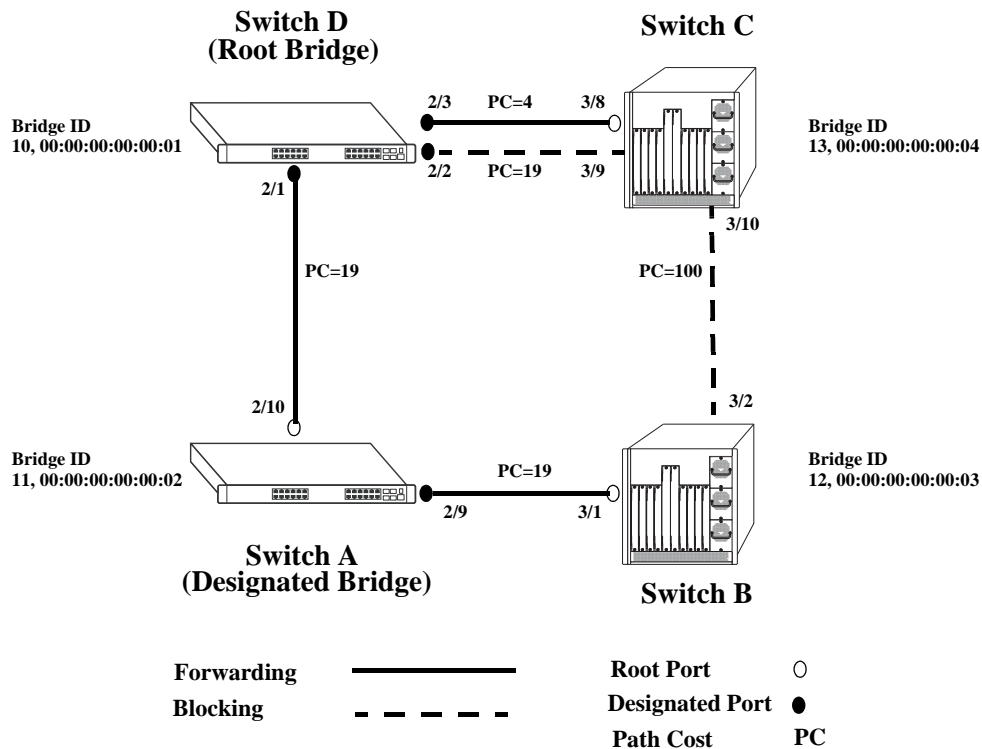 Switch D
(Root Bridge)
Switch C
2/3
PC=4
3/8
Bridge ID
10, 00:00:00:00:00:01
Bridge ID
13, 00:00:00:00:00:04
2/2
PC=19
3/9
2/1
3/10
PC=19
PC=100
2/10
3/2
Bridge ID
11, 00:00:00:00:00:02
PC=19
Bridge ID
12, 00:00:00:00:00:03
2/9
3/1
Switch A
(Designated Bridge)
Switch B
Forwarding
Root Port
Blocking
Designated Port
Path Cost
PC